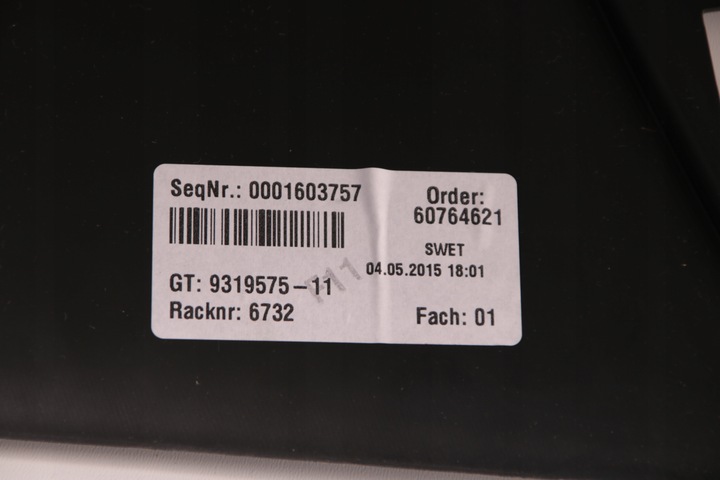 SeqNr.: 0001603757
Order:
60764621
SWET
04.05.2015 18:01
GT: 9319575-11
Racknr: 6732
Fach: 01